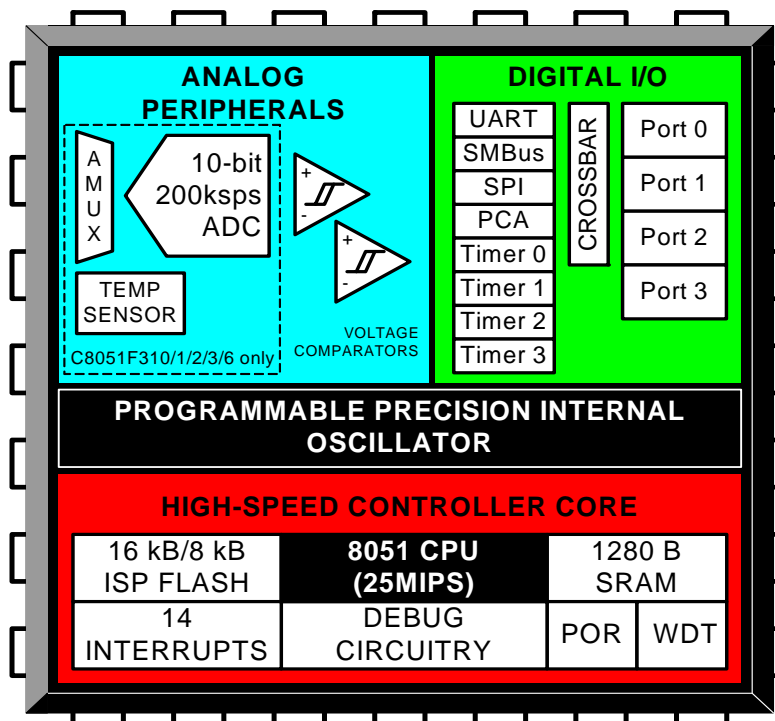 ANALOG
PERIPHERALS
A
M
U
X
10-bit
200ksps
ADC
+
-
+
-
TEMP
SENSOR
VOLTAGE
COMPARATORS
C8051F310/1/2/3/6 only
DIGITAL I/O
UART
SMBus
SPI
PCA
Timer 0
Timer 1
Timer 2
Timer 3
CROSSBAR
Port 0
Port 1
Port 2
Port 3
PROGRAMMABLE PRECISION INTERNAL
OSCILLATOR
HIGH-SPEED CONTROLLER CORE
16 kB/8 kB
ISP FLASH
8051 CPU
(25MIPS)
1280 B
SRAM
14
INTERRUPTS
DEBUG
CIRCUITRY
POR
WDT